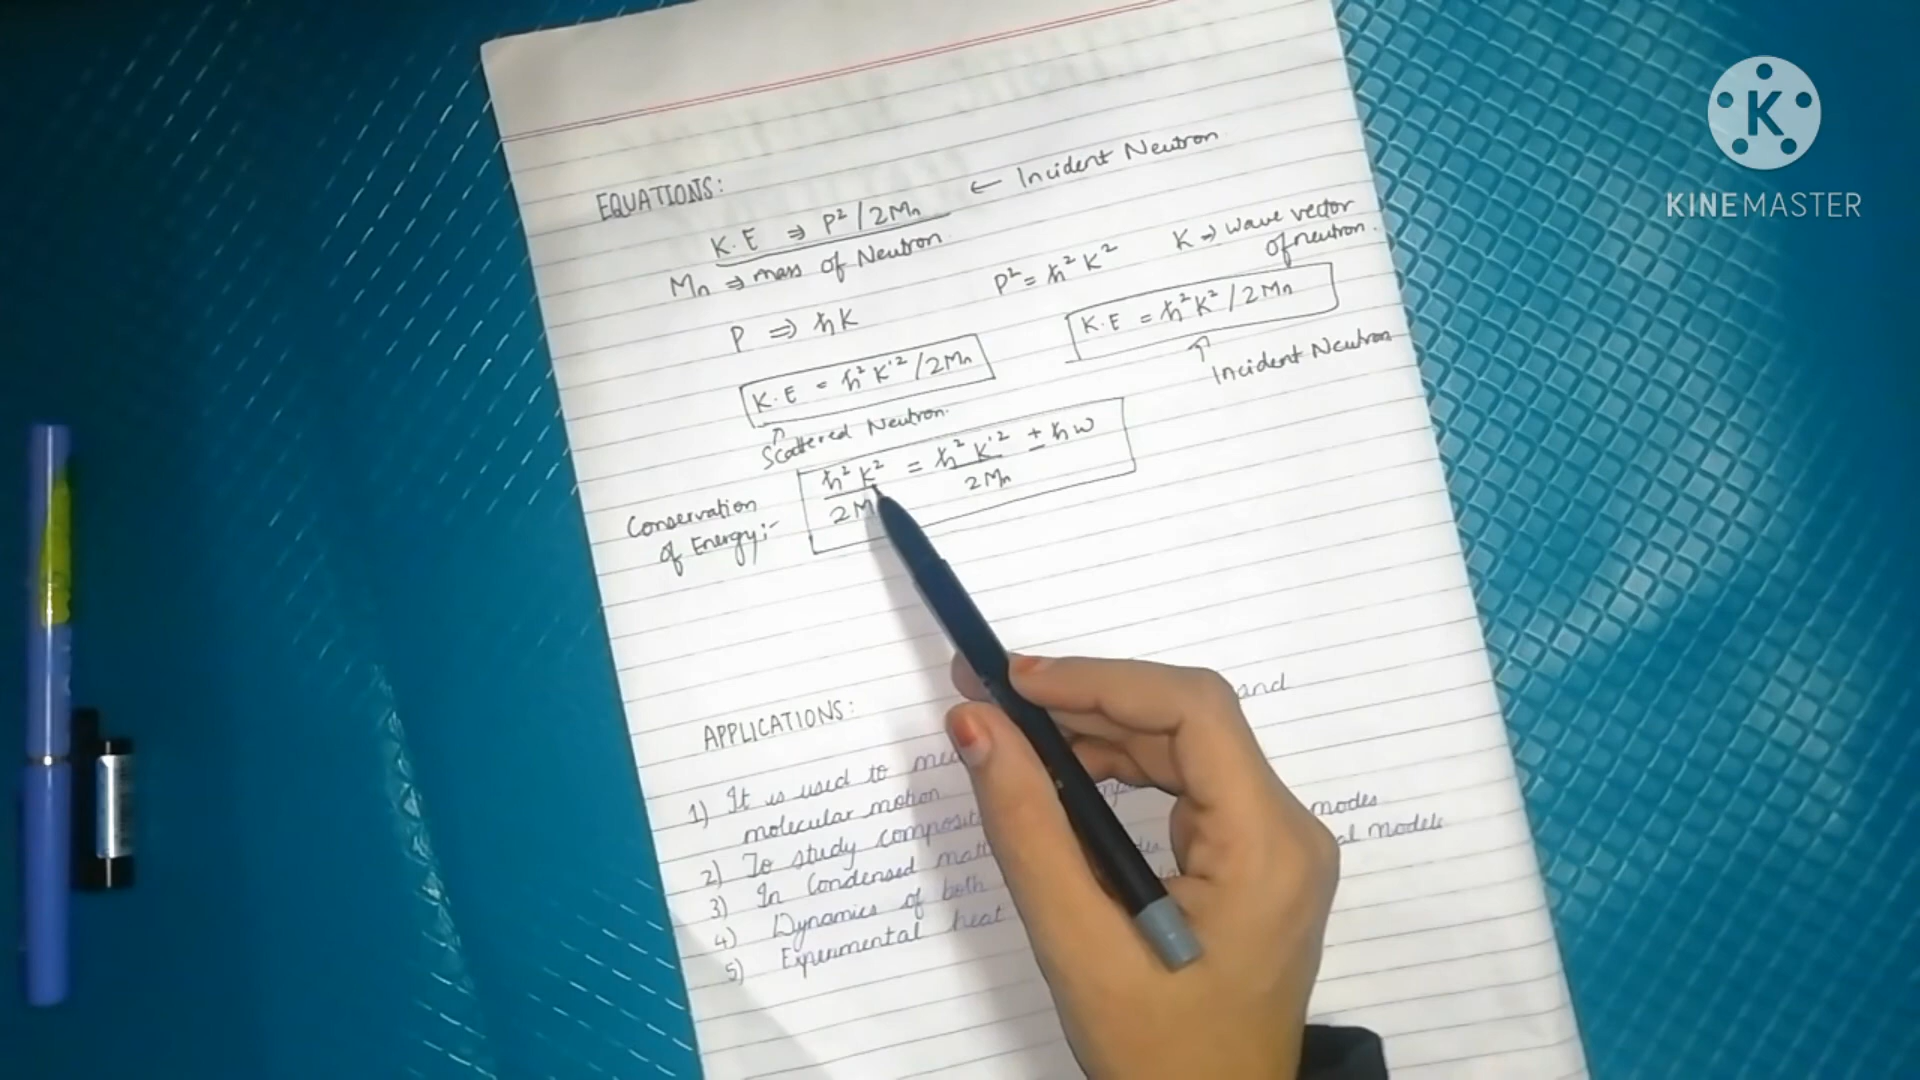 EQUATIONS:
K.E ⇒ P² / 2Mn ← Incident Neutron
Mn ⇒ mass of Neutron
P ⇒ ℏK
P² = ℏ²K² K ⇒ wave vector
of neutron.
K.E = ℏ²K'² / 2Mn
↑
Scattered Neutron.
K.E = ℏ²K² / 2Mn
↑
Incident Neutron
Conservation
of Energy:-
ℏ²K² / 2M = ℏ²K'² / 2Mn ± ℏω
APPLICATIONS:
1) It is used to and
molecular motion
2) To study
3) In Condensed modes
4) Dynamics of both models
5) Experimental heat
K
KINEMASTER